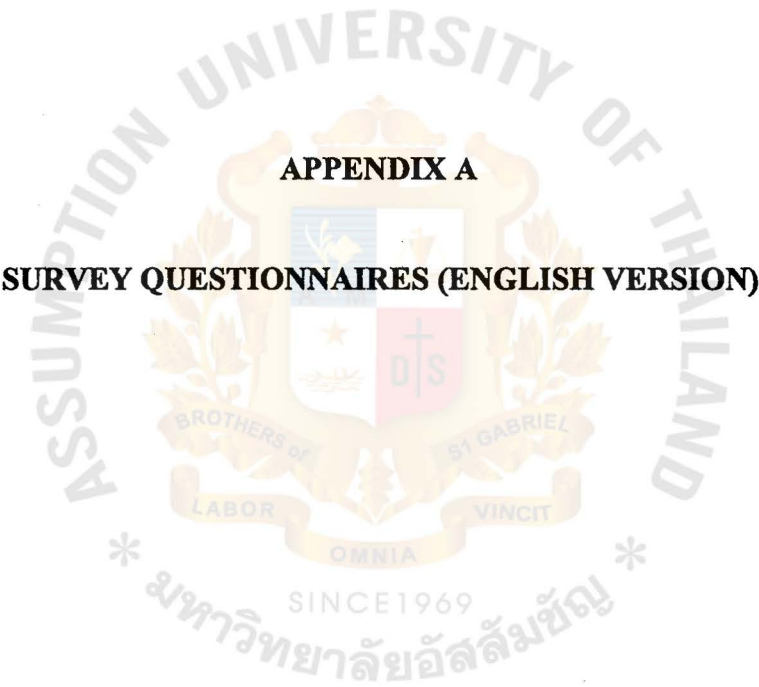 ASSUMPTION UNIVERSITY OF THAILAND
APPENDIX A
SURVEY QUESTIONNAIRES (ENGLISH VERSION)
A M
D S
BROTHERS of
ST GABRIEL
LABOR
VINCIT
OMNIA
* *
SINCE1969
มหาวิทยาลัยอัสสัมชัญ